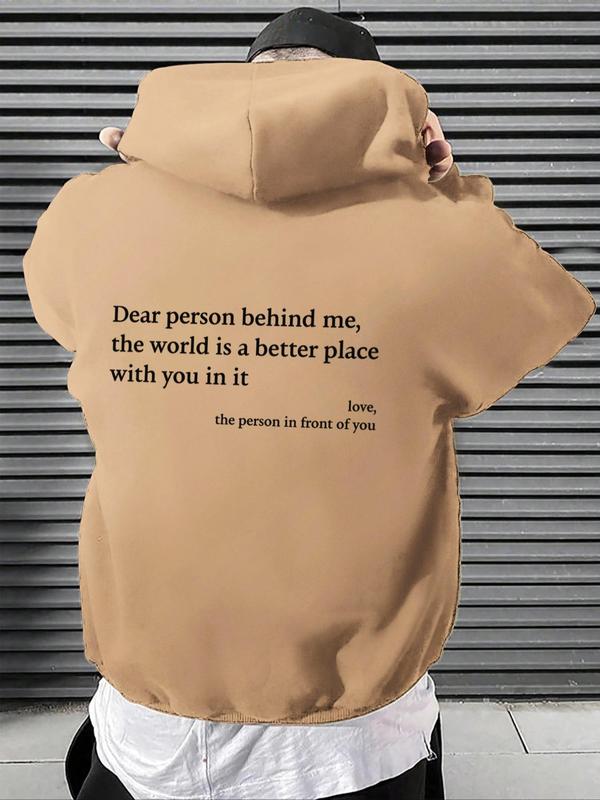 Dear person behind me,
the world is a better place
with you in it
love,
the person in front of you